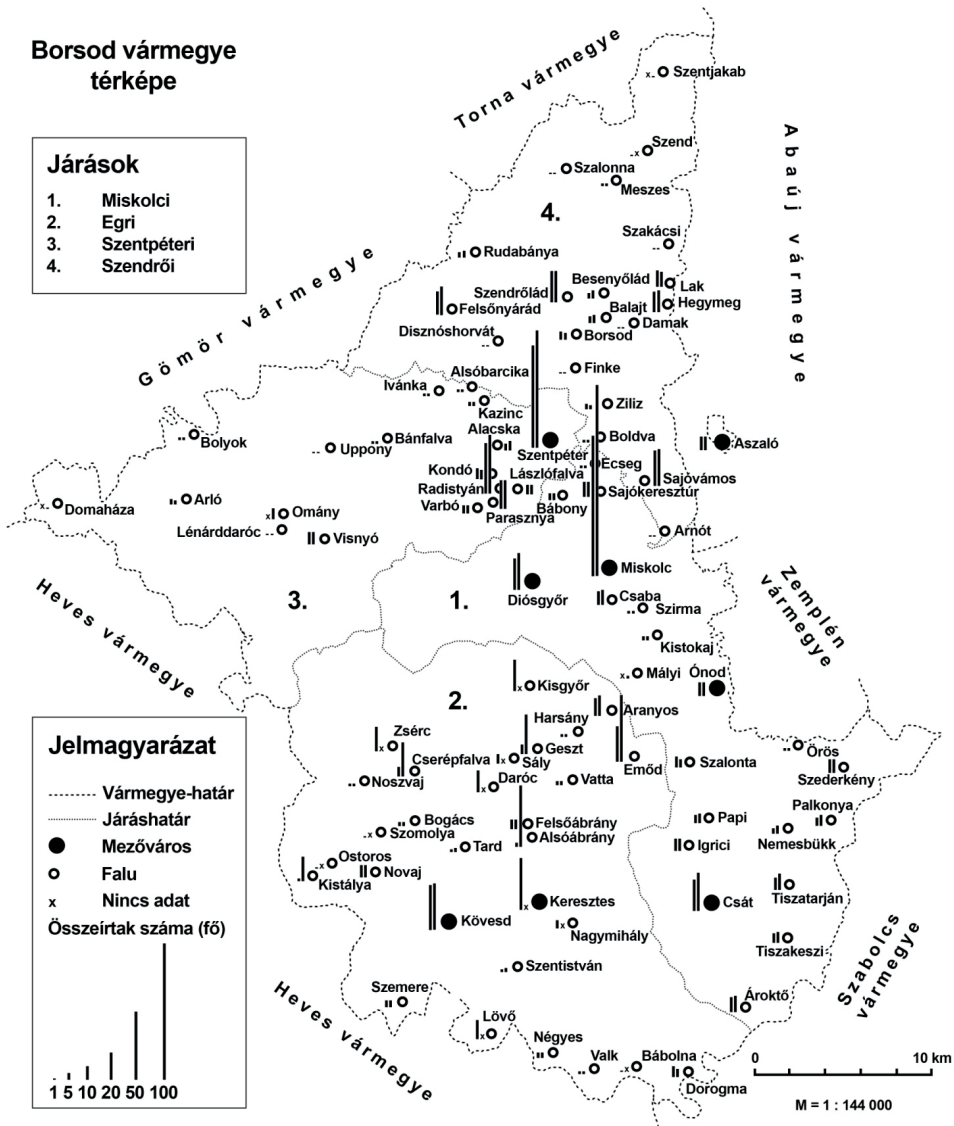 Borsod vármegye
térképe
Járások
1. Miskolci
2. Egri
3. Szentpéteri
4. Szendrői
Torna vármegye
Abaúj vármegye
Gömör vármegye
Szentjakab
Szend
Szalonna
Meszes
4.
Szakácsi
Rudabánya
Besenyőlád
Lak
Szendrőlád
Hegymeg
Felsőnyárád
Balajt
Damak
Disznóshorvát
Borsod
Alsóbarcika
Finke
Ivánka
Kazinc
Ziliz
Alacska
Bolyok
Bánfalva
Boldva
Uppony
Aszaló
Szentpéter
Ecseg
Kondó
Lászlófalva
Sajóvámos
Radistyán
Sajókeresztúr
Domaháza
Arló
Varbó
Bábony
Parasznya
Omány
Lénárddaróc
Visnyó
Arnót
Miskolc
Diósgyőr
Csaba
Szirma
3.
1.
Kistokaj
Heves vármegye
Zemplén
vármegye
Mályi
Ónod
Kisgyőr
2.
Aranyos
Harsány
Zsérc
Geszt
Sály
Cserépfalva
Emőd
Szalonta
Örös
Szederkény
Noszvaj
Daróc
Vatta
Palkonya
Bogács
Felsőábrány
Papi
Szomolya
Alsóábrány
Nemesbükk
Tard
Igrici
Ostoros
Kistálya
Novaj
Tiszatarján
Keresztes
Csát
Kövesd
Nagymihály
Tiszakeszi
Szabolcs
vármegye
Szentistván
Szemere
Ároktő
Heves vármegye
Lövő
Négyes
Valk
Bábolna
Dorogma
Jelmagyarázat
Vármegye-határ
Járáshatár
Mezőváros
Falu
x Nincs adat
Összeírtak száma (fő)
1 5 10 20 50 100
0 10 km
M = 1 : 144 000